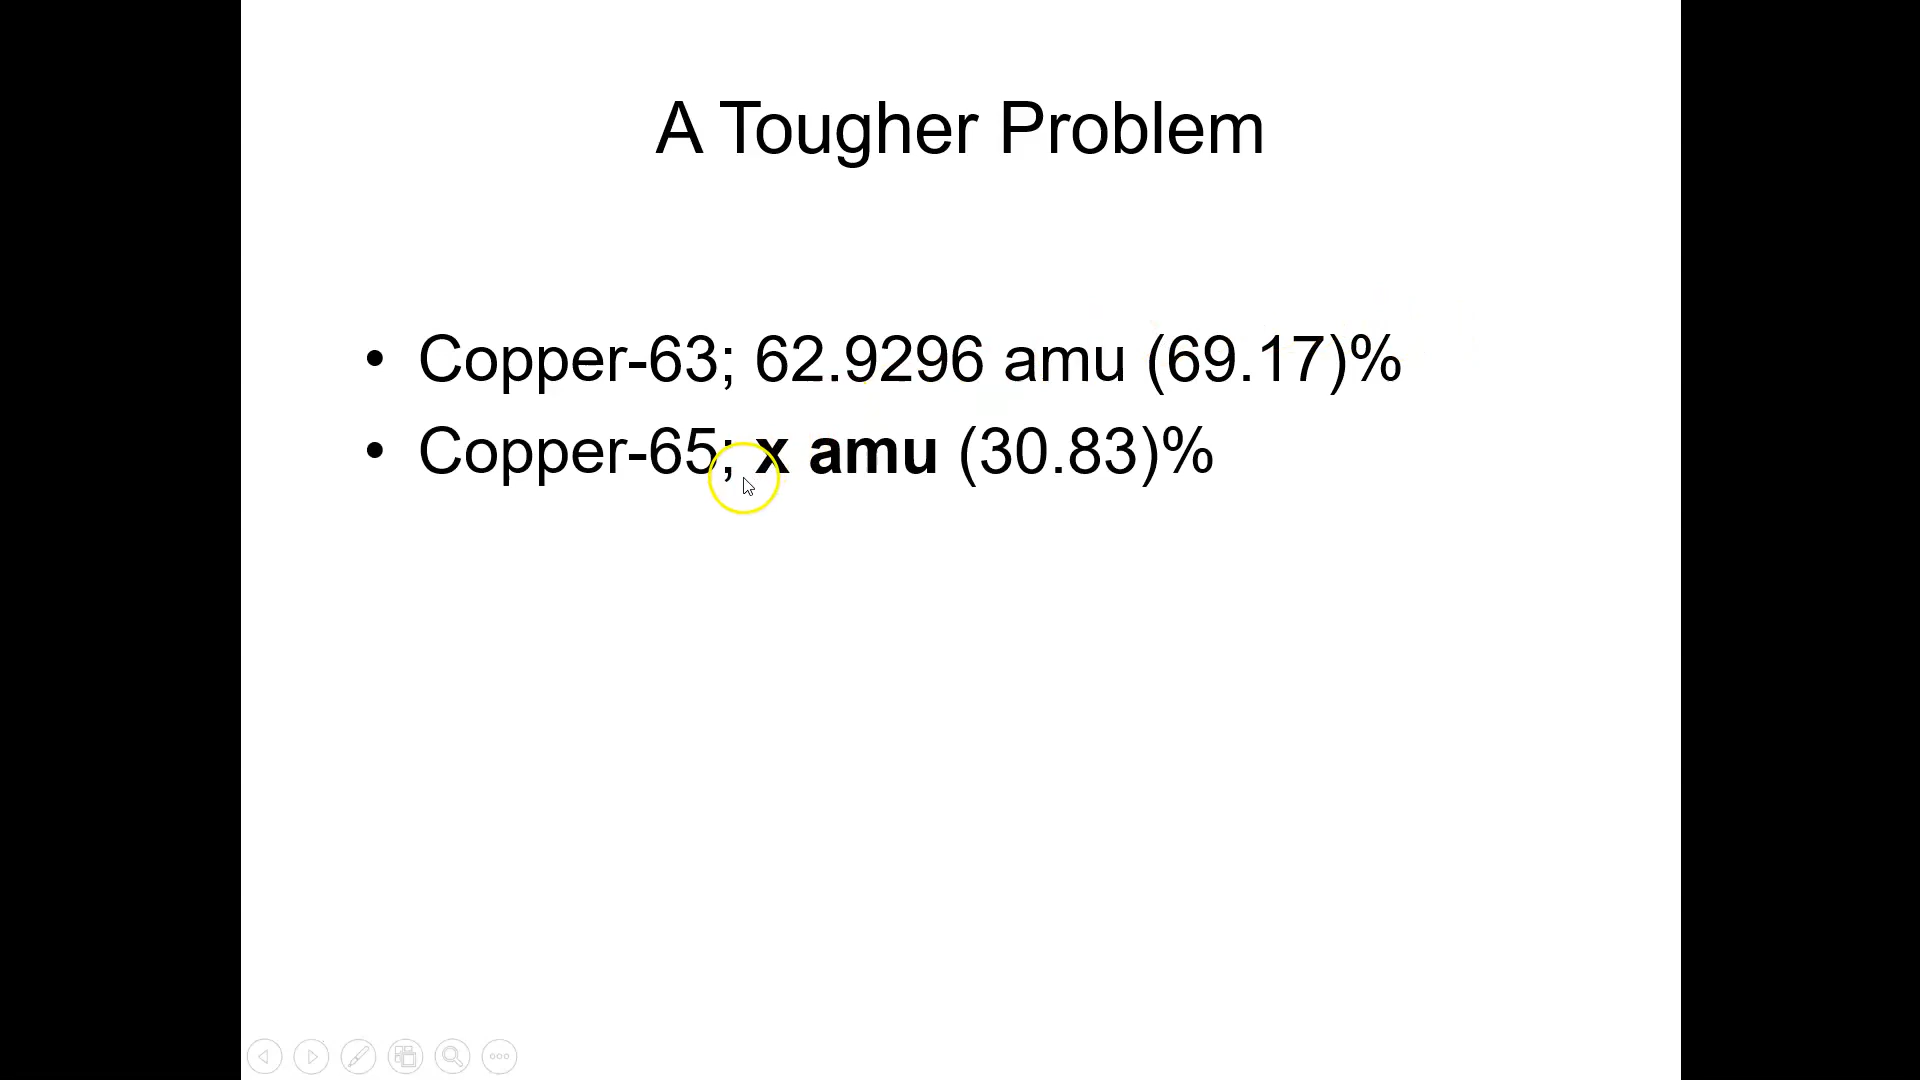 A Tougher Problem
• Copper-63; 62.9296 amu (69.17)%
• Copper-65; x amu (30.83)%